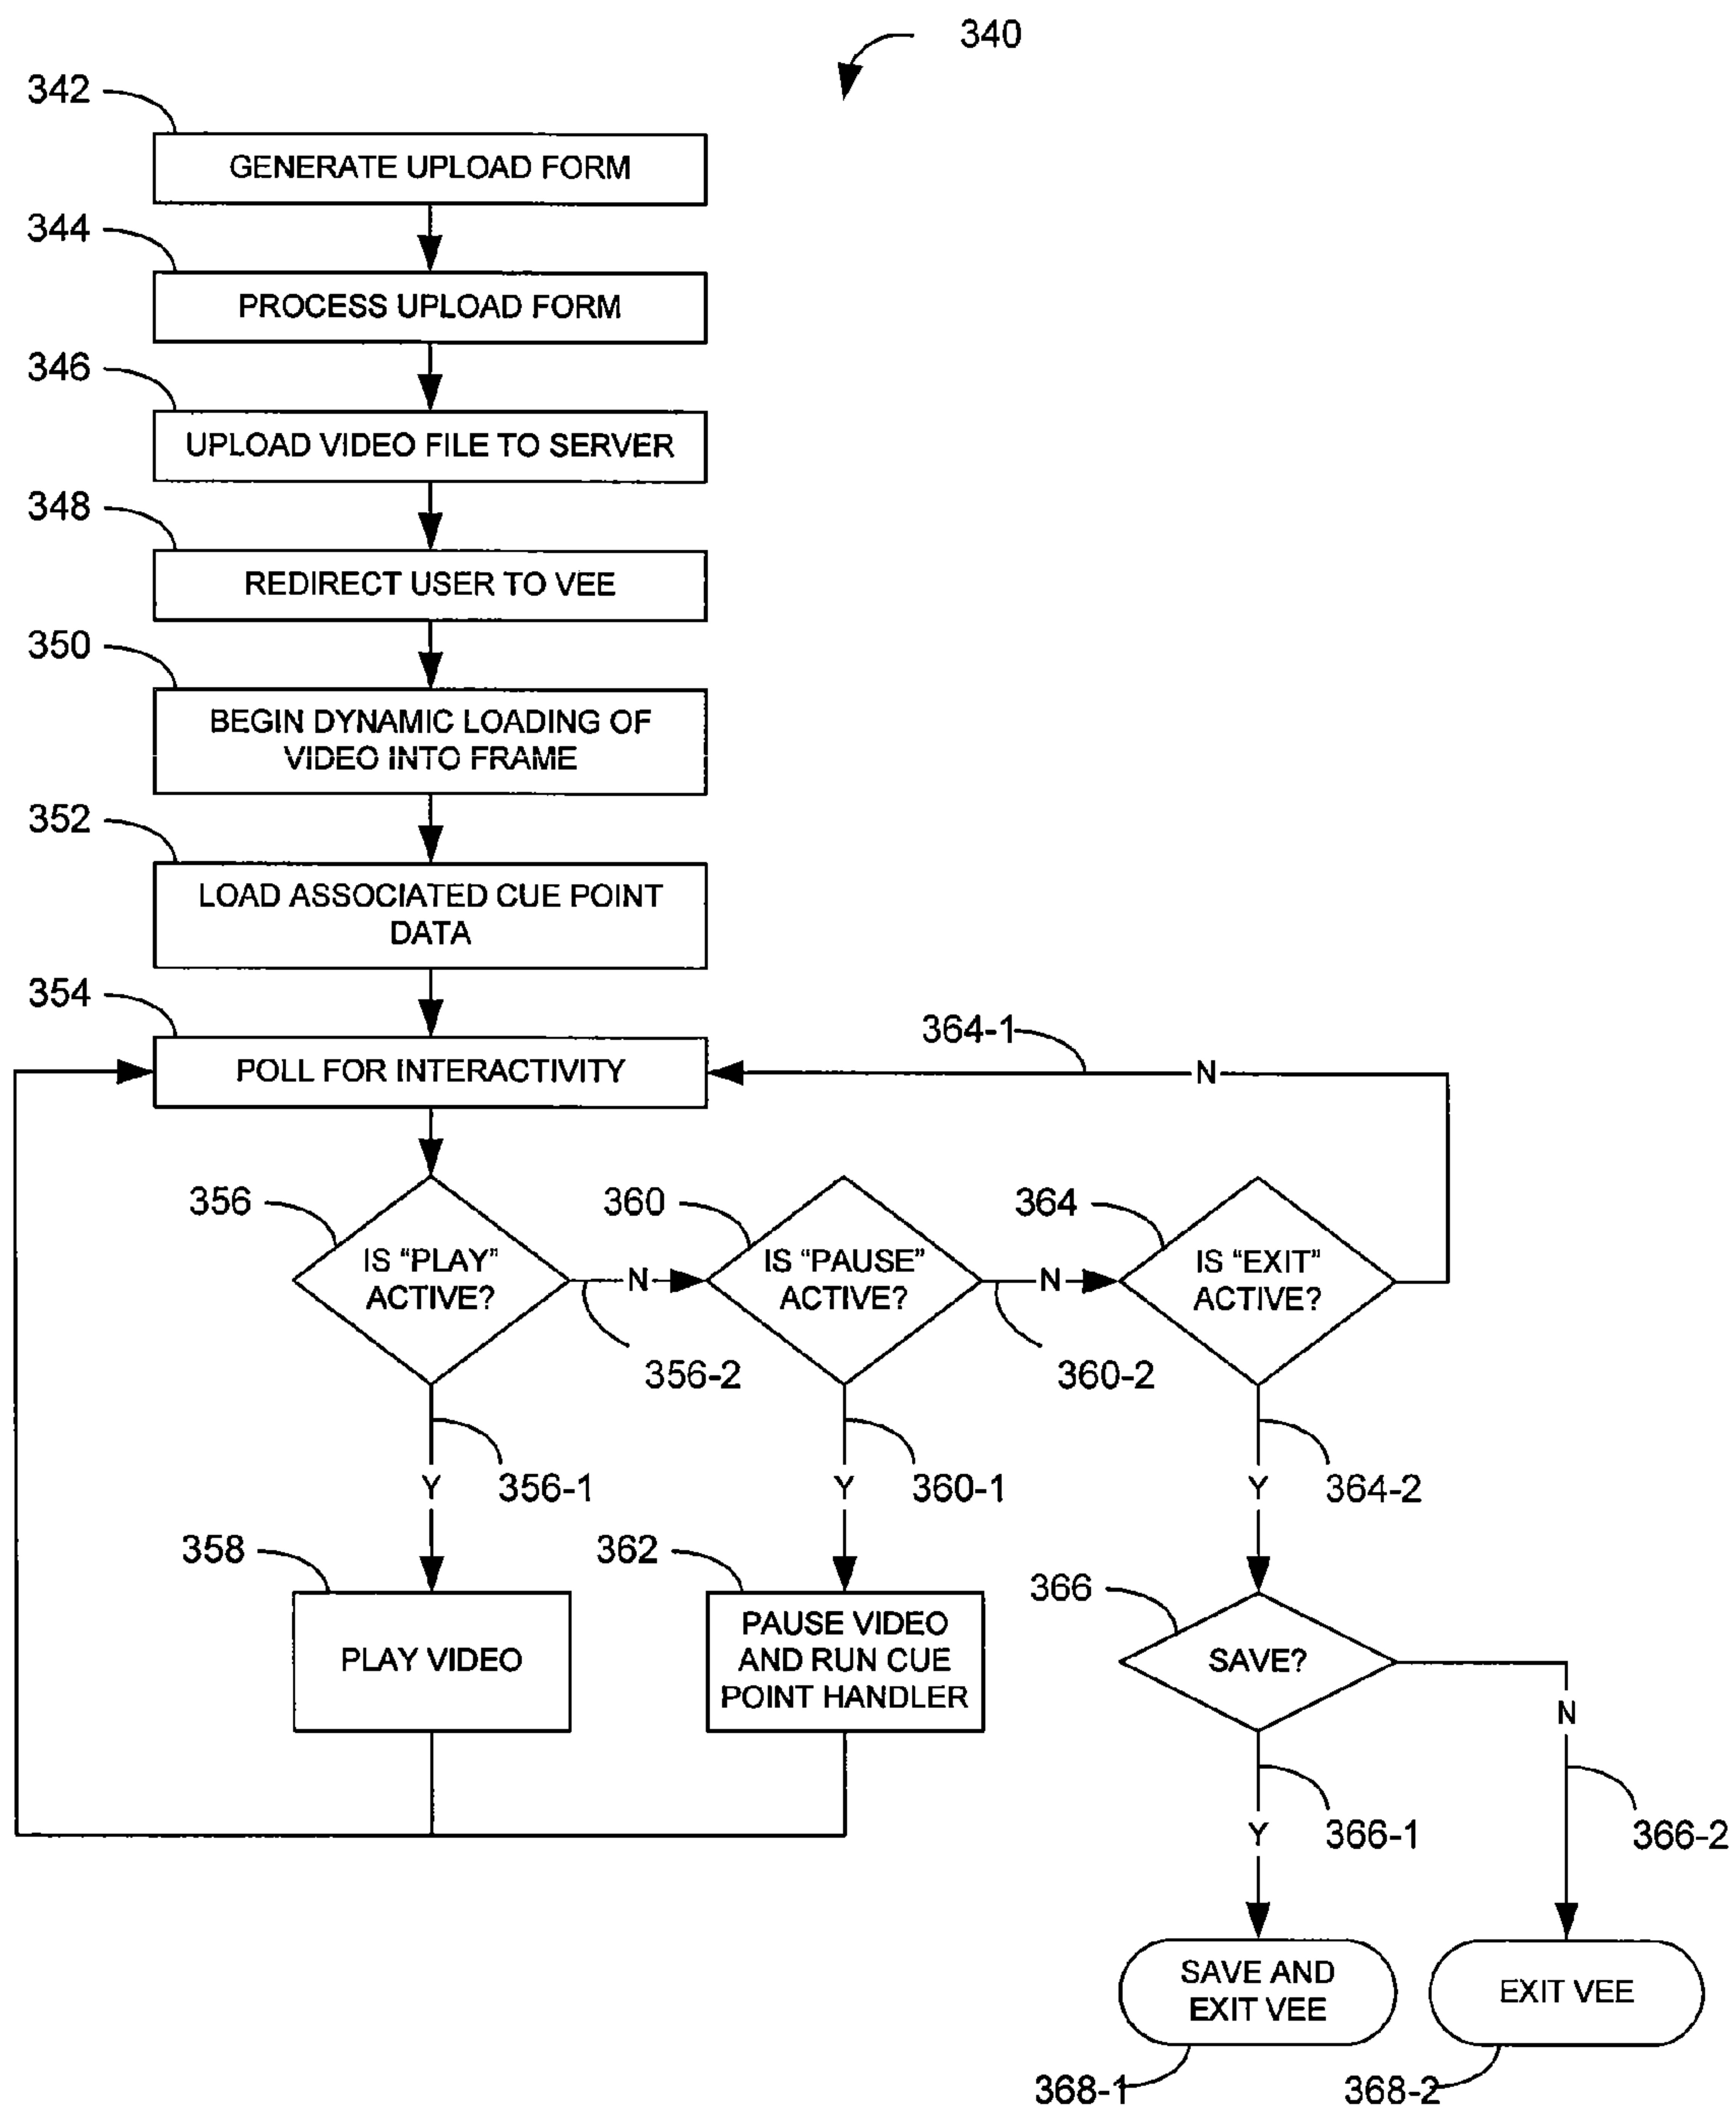 340
342
GENERATE UPLOAD FORM
344
PROCESS UPLOAD FORM
346
UPLOAD VIDEO FILE TO SERVER
348
REDIRECT USER TO VEE
350
BEGIN DYNAMIC LOADING OF
VIDEO INTO FRAME
352
LOAD ASSOCIATED CUE POINT
DATA
354
POLL FOR INTERACTIVITY
364-1
N
356
IS “PLAY”
ACTIVE?
N
356-2
360
IS “PAUSE”
ACTIVE?
N
360-2
364
IS “EXIT”
ACTIVE?
Y
356-1
Y
360-1
Y
364-2
358
PLAY VIDEO
362
PAUSE VIDEO
AND RUN CUE
POINT HANDLER
366
SAVE?
N
Y
366-1
366-2
SAVE AND
EXIT VEE
EXIT VEE
368-1
368-2